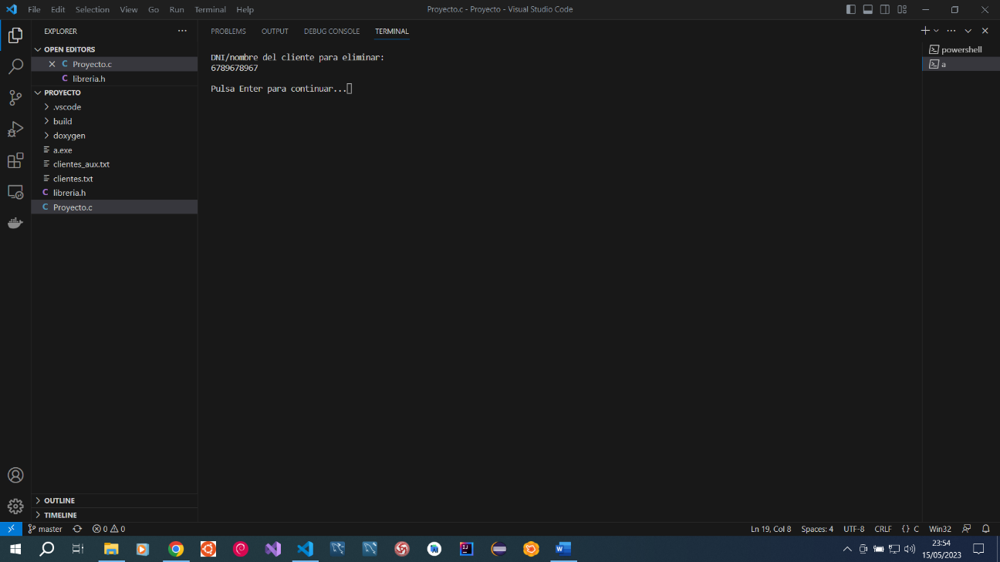 File Edit Selection View Go Run Terminal Help
Proyecto.c - Proyecto - Visual Studio Code
EXPLORER
OPEN EDITORS
Proyecto.c
libreria.h
PROYECTO
.vscode
build
doxygen
a.exe
clientes_aux.txt
clientes.txt
libreria.h
Proyecto.c
OUTLINE
TIMELINE
PROBLEMS OUTPUT DEBUG CONSOLE TERMINAL
DNI/nombre del cliente para eliminar:
6789678967
Pulsa Enter para continuar...
powershell
a
master 0 0
Ln 19, Col 8 Spaces: 4 UTF-8 CRLF {} C Win32
23:54
15/05/2023